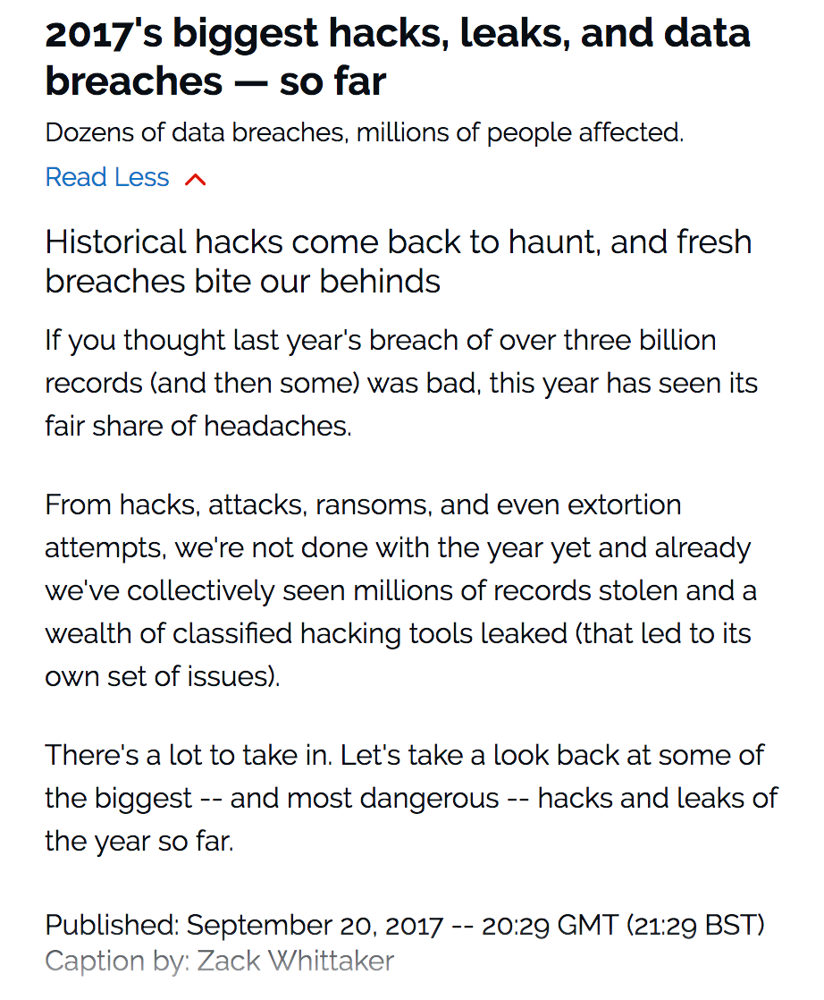 2017's biggest hacks, leaks, and data
breaches — so far
Dozens of data breaches, millions of people affected.
Read Less
Historical hacks come back to haunt, and fresh
breaches bite our behinds
If you thought last year's breach of over three billion
records (and then some) was bad, this year has seen its
fair share of headaches.
From hacks, attacks, ransoms, and even extortion
attempts, we're not done with the year yet and already
we've collectively seen millions of records stolen and a
wealth of classified hacking tools leaked (that led to its
own set of issues).
There's a lot to take in. Let's take a look back at some of
the biggest -- and most dangerous -- hacks and leaks of
the year so far.
Published: September 20, 2017 -- 20:29 GMT (21:29 BST)
Caption by: Zack Whittaker